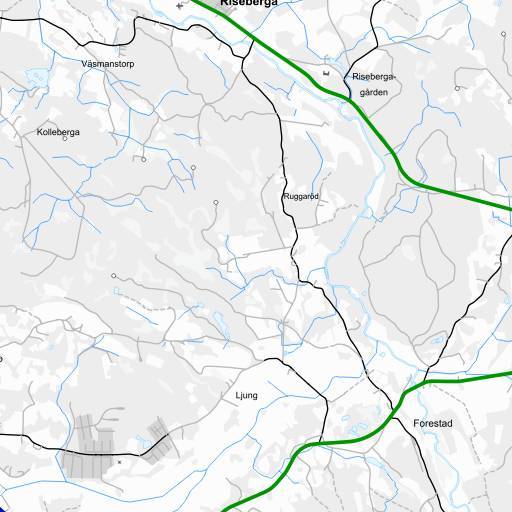 Riseberga
Väsmanstorp
Riseberga-
gården
Kolleberga
Ruggaröd
Ljung
Forestad